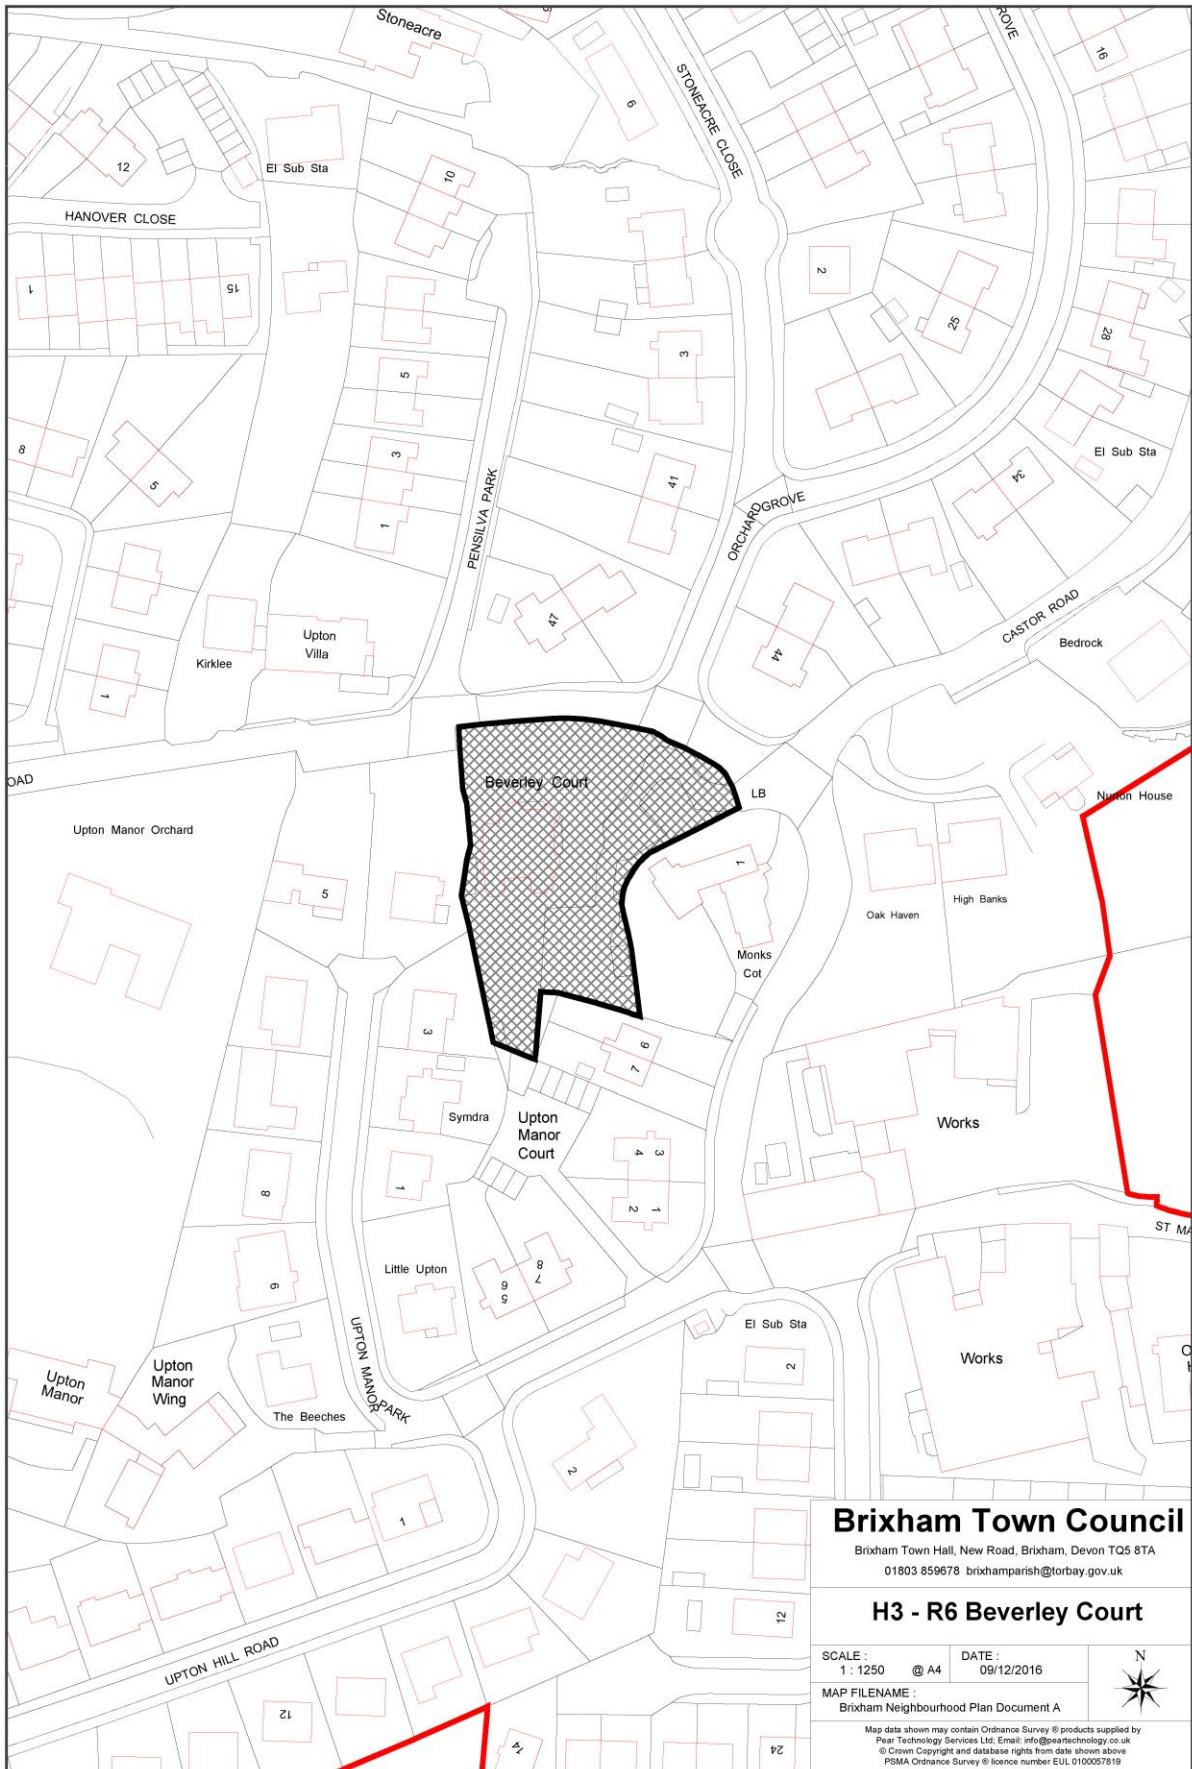 Stoneacre
9
STONEACRE CLOSE
ROVE
16
6
12
El Sub Sta
10
HANOVER CLOSE
1
15
2
25
28
3
5
8
5
3
1
PENSILVA PARK
41
ORCHARD GROVE
34
El Sub Sta
47
44
CASTOR ROAD
Bedrock
Upton
Villa
Kirklee
1
OAD
Beverley Court
LB
Nurton House
Upton Manor Orchard
5
1
Oak Haven
High Banks
Monks
Cot
3
6
7
Symdra
Upton
Manor
Court
Works
4
3
2
1
1
8
ST MA
Little Upton
8
7
6
5
9
El Sub Sta
2
Works
O
H
UPTON MANOR PARK
Upton
Manor
Upton
Manor
Wing
The Beeches
2
1
12
UPTON HILL ROAD
12
14
24
Brixham Town Council
Brixham Town Hall, New Road, Brixham, Devon TQ5 8TA
01803 859678 brixhamparish@torbay.gov.uk
H3 - R6 Beverley Court
SCALE :
1 : 1250 @ A4
DATE :
09/12/2016
N
MAP FILENAME :
Brixham Neighbourhood Plan Document A
Map data shown may contain Ordnance Survey ® products supplied by
Pear Technology Services Ltd; Email: info@peartechnology.co.uk
© Crown Copyright and database rights from date shown above
PSMA Ordnance Survey ® licence number EUL 0100057819